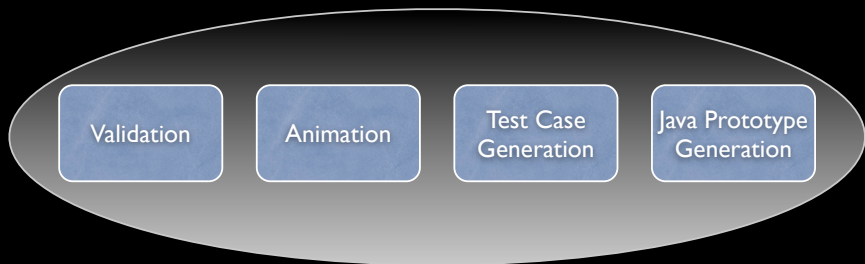 Validation
Animation
Test Case
Generation
Java Prototype
Generation